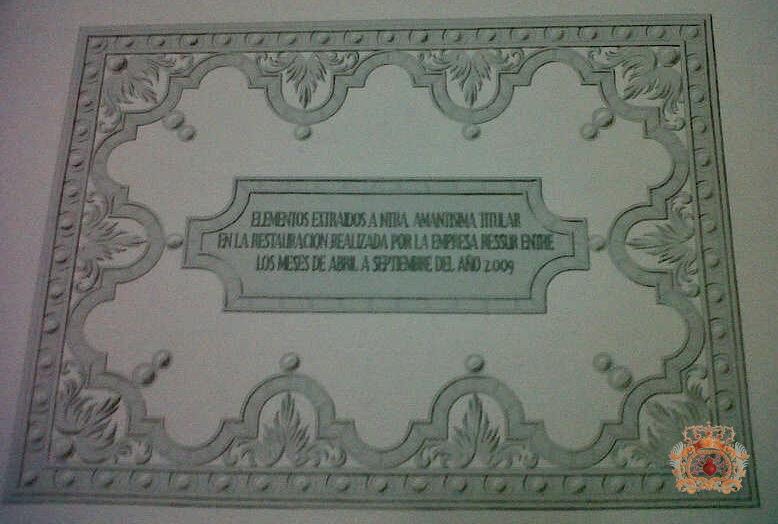 ELEMENTOS EXTRAIDOS A NTRA. AMANTISIMA TITULAR
EN LA RESTAURACION REALIZADA POR LA EMPRESA RESSUR ENTRE
LOS MESES DE ABRIL A SEPTIEMBRE DEL AÑO 2009